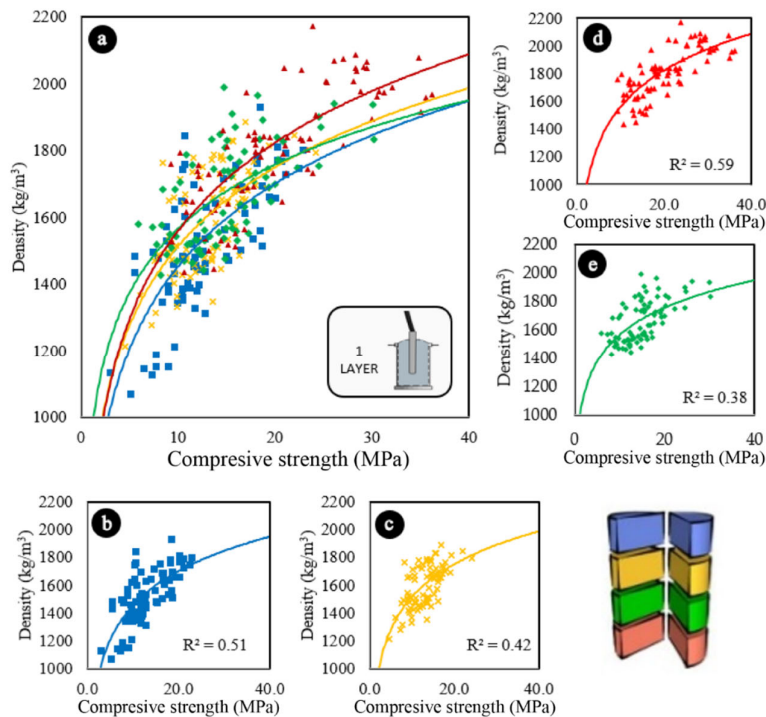 a
2200
2000
1800
1600
1400
1200
1000
Density (kg/m³)
0 10 20 30 40
Compresive strength (MPa)
1
LAYER
d
2200
2000
1800
1600
1400
1200
1000
Density (kg/m³)
R² = 0.59
0.0 20.0 40.0
Compresive strength (MPa)
e
2200
2000
1800
1600
1400
1200
1000
Density (kg/m³)
R² = 0.38
0 20 40
Compresive strength (MPa)
b
2200
2000
1800
1600
1400
1200
1000
Density (kg/m³)
R² = 0.51
0.0 20.0 40.0
Compresive strength (MPa)
c
2200
2000
1800
1600
1400
1200
1000
Density (kg/m³)
R² = 0.42
0.0 20.0 40.0
Compresive strength (MPa)